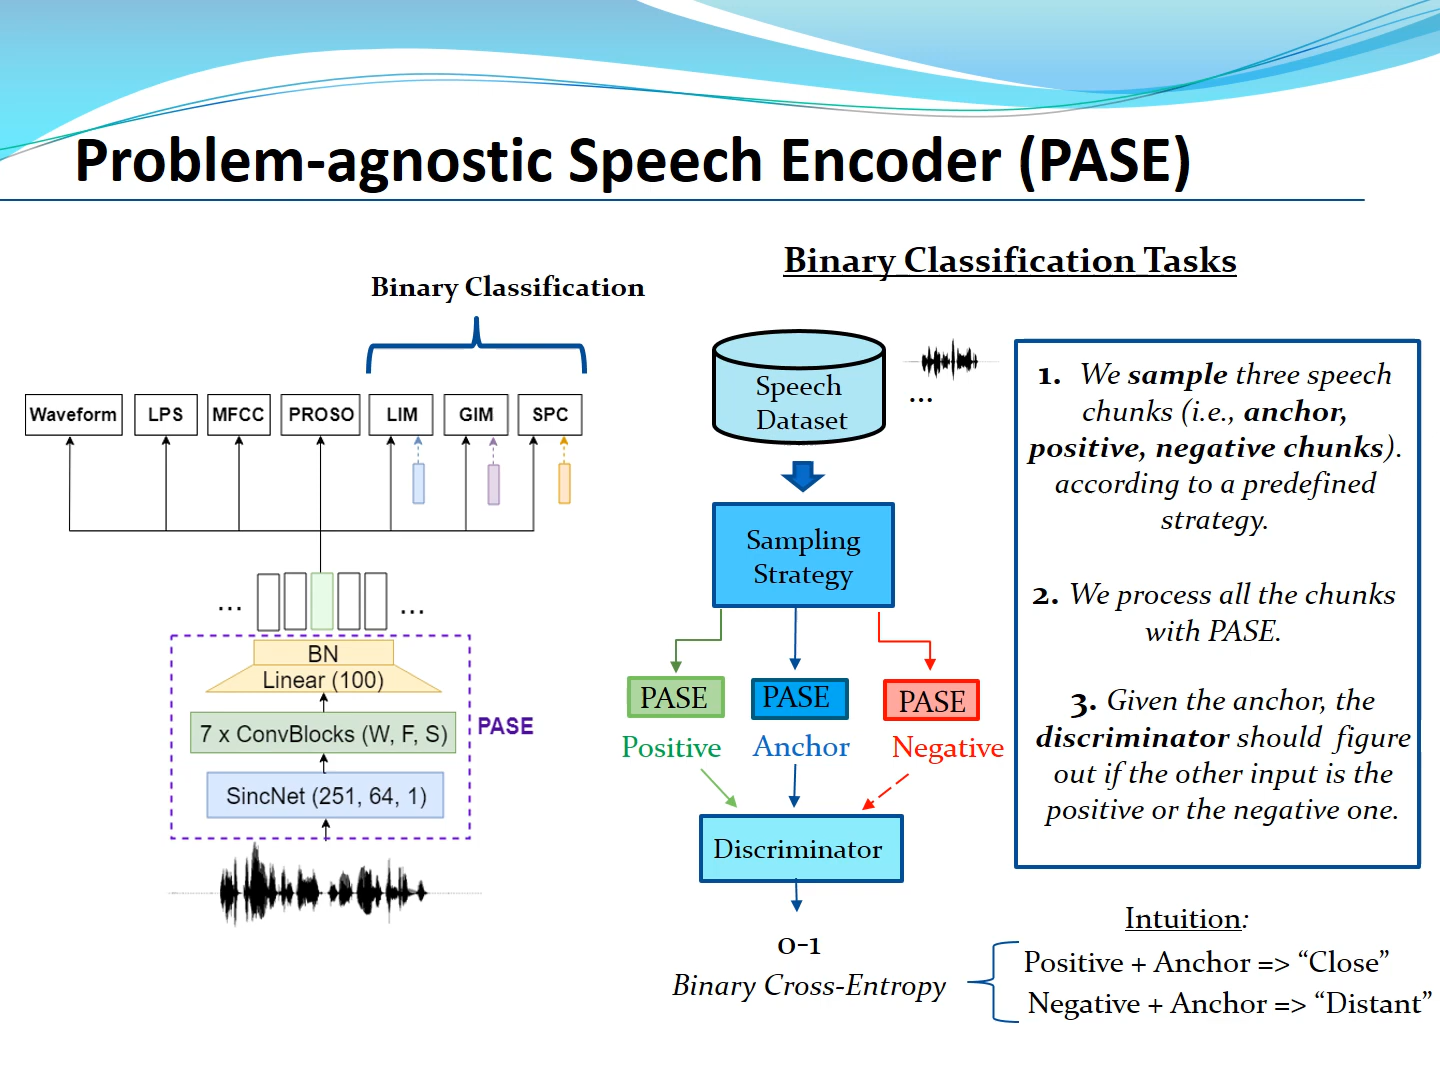 Problem-agnostic Speech Encoder (PASE)
Binary Classification
Waveform
LPS
MFCC
PROSO
LIM
GIM
SPC
...
...
BN
Linear (100)
7 x ConvBlocks (W, F, S)
PASE
SincNet (251, 64, 1)
Binary Classification Tasks
Speech
Dataset
...
Sampling
Strategy
PASE
PASE
PASE
Positive
Anchor
Negative
Discriminator
0-1
Binary Cross-Entropy
1. We sample three speech
chunks (i.e., anchor,
positive, negative chunks).
according to a predefined
strategy.
2. We process all the chunks
with PASE.
3. Given the anchor, the
discriminator should figure
out if the other input is the
positive or the negative one.
Intuition:
Positive + Anchor => “Close”
Negative + Anchor => “Distant”